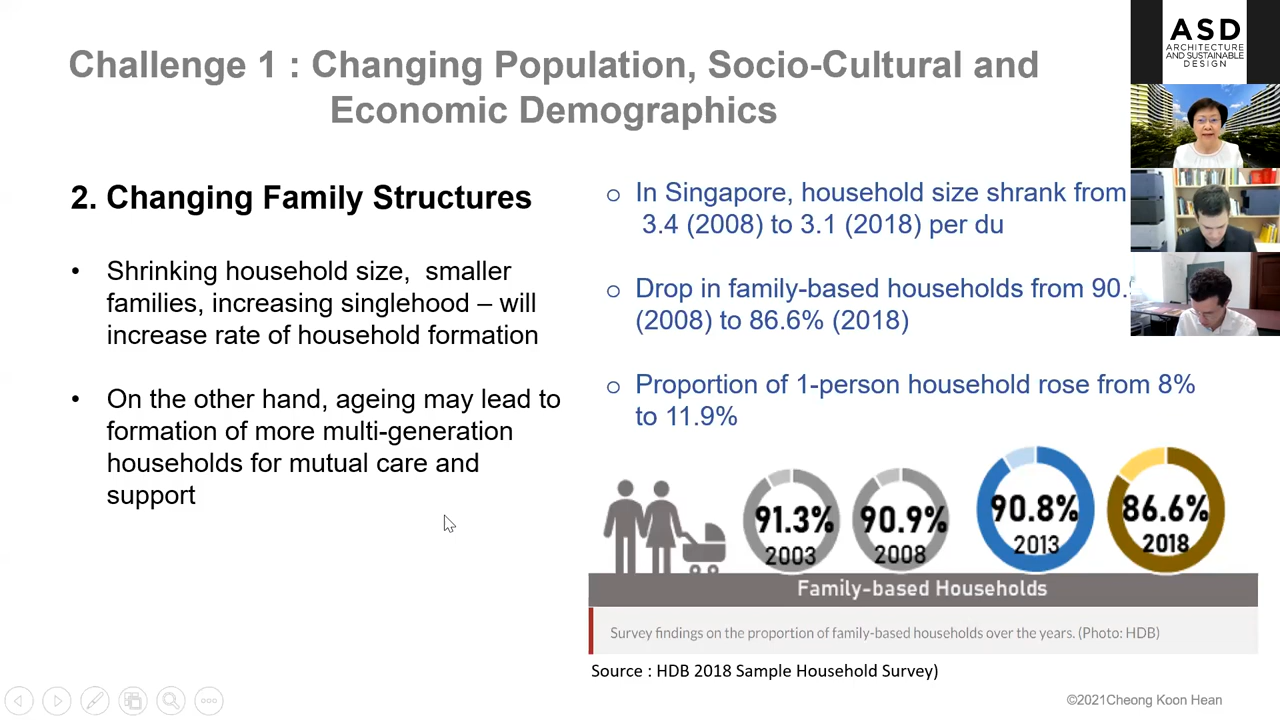 Challenge 1 : Changing Population, Socio-Cultural and
Economic Demographics
ASD
ARCHITECTURE
AND SUSTAINABLE
DESIGN
2. Changing Family Structures
• Shrinking household size, smaller
families, increasing singlehood – will
increase rate of household formation
• On the other hand, ageing may lead to
formation of more multi-generation
households for mutual care and
support
o In Singapore, household size shrank from
3.4 (2008) to 3.1 (2018) per du
o Drop in family-based households from 90.
(2008) to 86.6% (2018)
o Proportion of 1-person household rose from 8%
to 11.9%
91.3%
2003
90.9%
2008
90.8%
2013
86.6%
2018
Family-based Households
Survey findings on the proportion of family-based households over the years. (Photo: HDB)
Source : HDB 2018 Sample Household Survey)
©2021Cheong Koon Hean